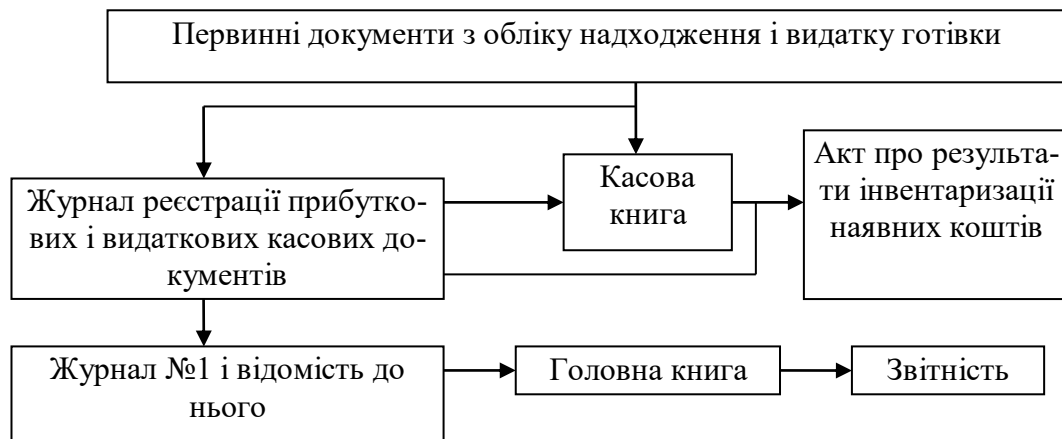 Первинні документи з обліку надходження і видатку готівки
Журнал реєстрації прибутко-
вих і видаткових касових до-
кументів
Касова
книга
Акт про результа-
ти інвентаризації
наявних коштів
Журнал №1 і відомість до
нього
Головна книга
Звітність